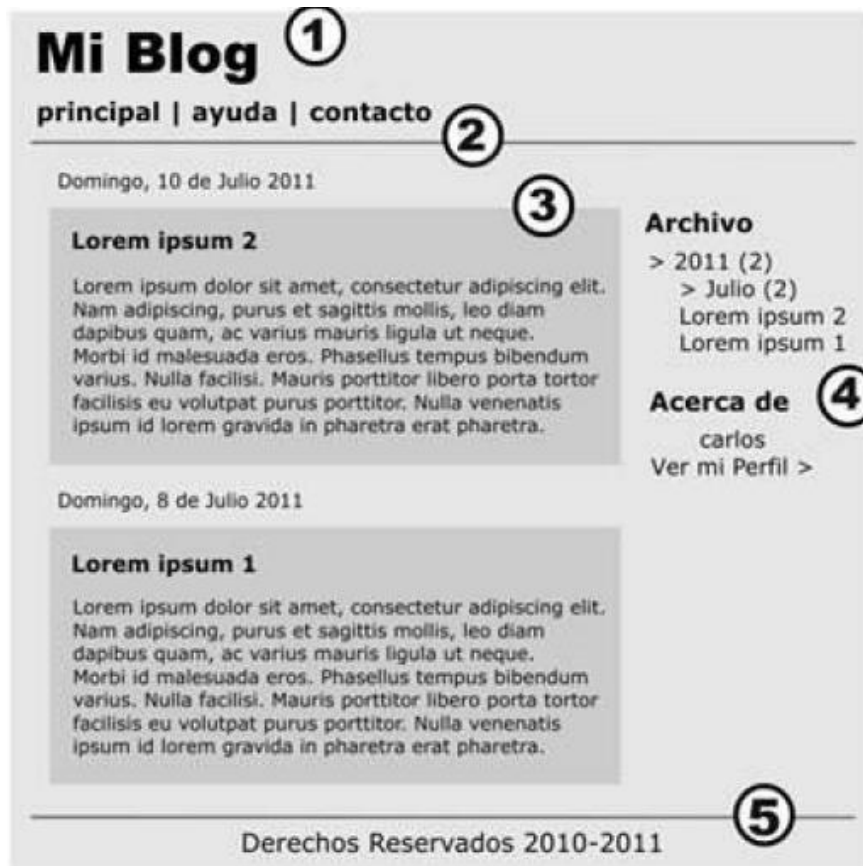 Mi Blog 1
principal | ayuda | contacto 2
Domingo, 10 de Julio 2011
3
Lorem ipsum 2
Lorem ipsum dolor sit amet, consectetur adipiscing elit.
Nam adipiscing, purus et sagittis mollis, leo diam
dapibus quam, ac varius mauris ligula ut neque.
Morbi id malesuada eros. Phasellus tempus bibendum
varius. Nulla facilisi. Mauris porttitor libero porta tortor
facilisis eu volutpat purus porttitor. Nulla venenatis
ipsum id lorem gravida in pharetra erat pharetra.
Domingo, 8 de Julio 2011
Lorem ipsum 1
Lorem ipsum dolor sit amet, consectetur adipiscing elit.
Nam adipiscing, purus et sagittis mollis, leo diam
dapibus quam, ac varius mauris ligula ut neque.
Morbi id malesuada eros. Phasellus tempus bibendum
varius. Nulla facilisi. Mauris porttitor libero porta tortor
facilisis eu volutpat purus porttitor. Nulla venenatis
ipsum id lorem gravida in pharetra erat pharetra.
Archivo
> 2011 (2)
> Julio (2)
Lorem ipsum 2
Lorem ipsum 1
Acerca de 4
carlos
Ver mi Perfil >
5
Derechos Reservados 2010-2011